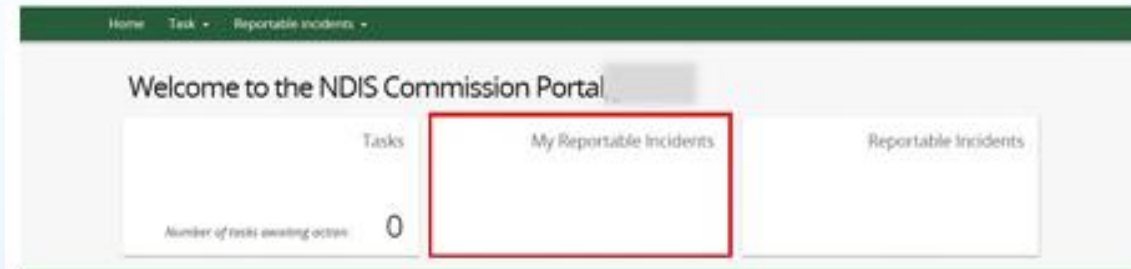 Home Task Reportable incidents
Welcome to the NDIS Commission Portal
Tasks My Reportable Incidents Reportable Incidents
Number of tasks awaiting action 0